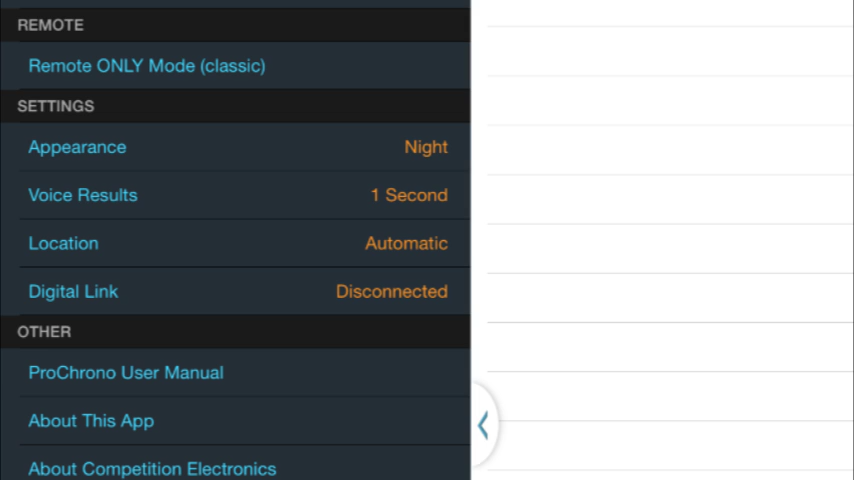 REMOTE
Remote ONLY Mode (classic)
SETTINGS
Appearance Night
Voice Results 1 Second
Location Automatic
Digital Link Disconnected
OTHER
ProChrono User Manual
About This App
About Competition Electronics